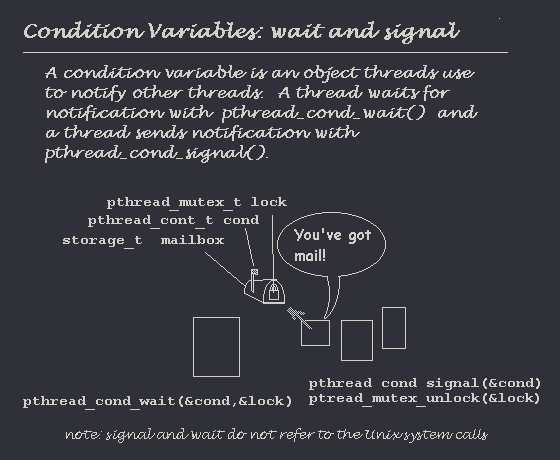 Condition Variables: wait and signal
A condition variable is an object threads use
to notify other threads. A thread waits for
notification with pthread_cond_wait() and
a thread sends notification with
pthread_cond_signal().
pthread_mutex_t lock
pthread_cont_t cond
storage_t mailbox
You've got
mail!
pthread_cond_wait(&cond,&lock)
pthread cond signal(&cond)
ptread_mutex_unlock(&lock)
note: signal and wait do not refer to the Unix system calls